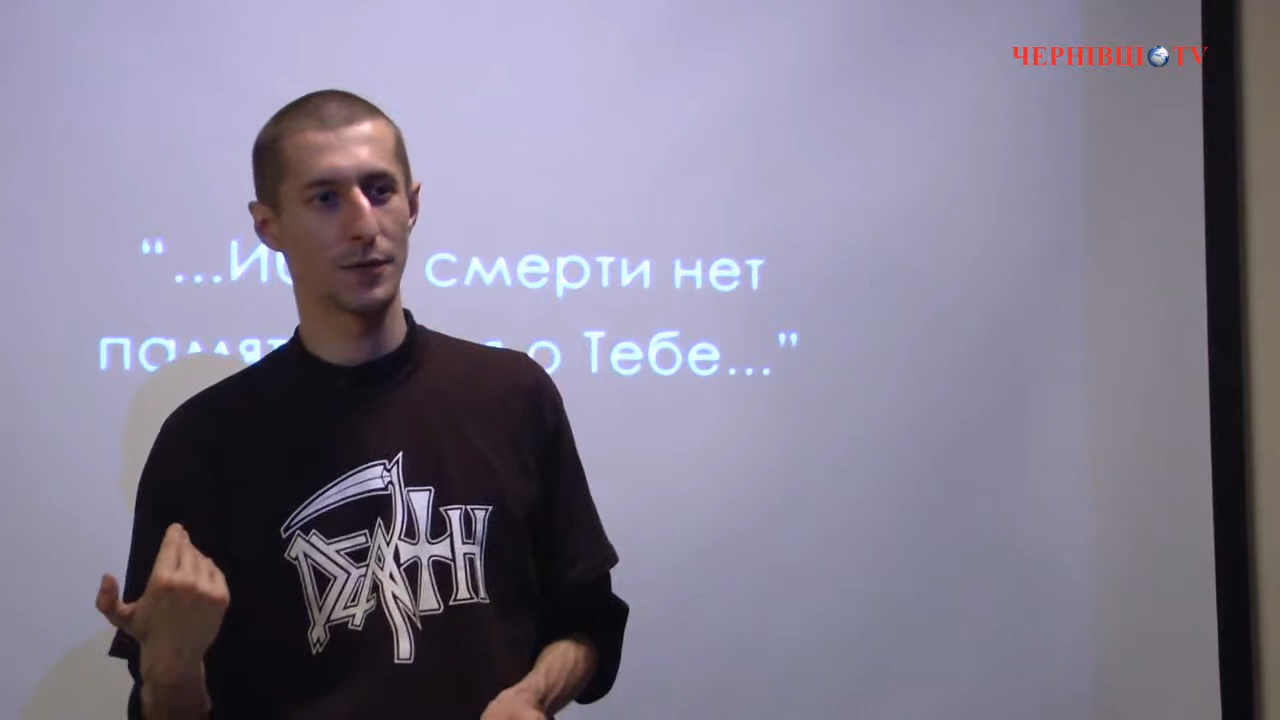 ЧЕРНІВЦІ TV
"...И смерти нет
о Тебе..."
DEATH